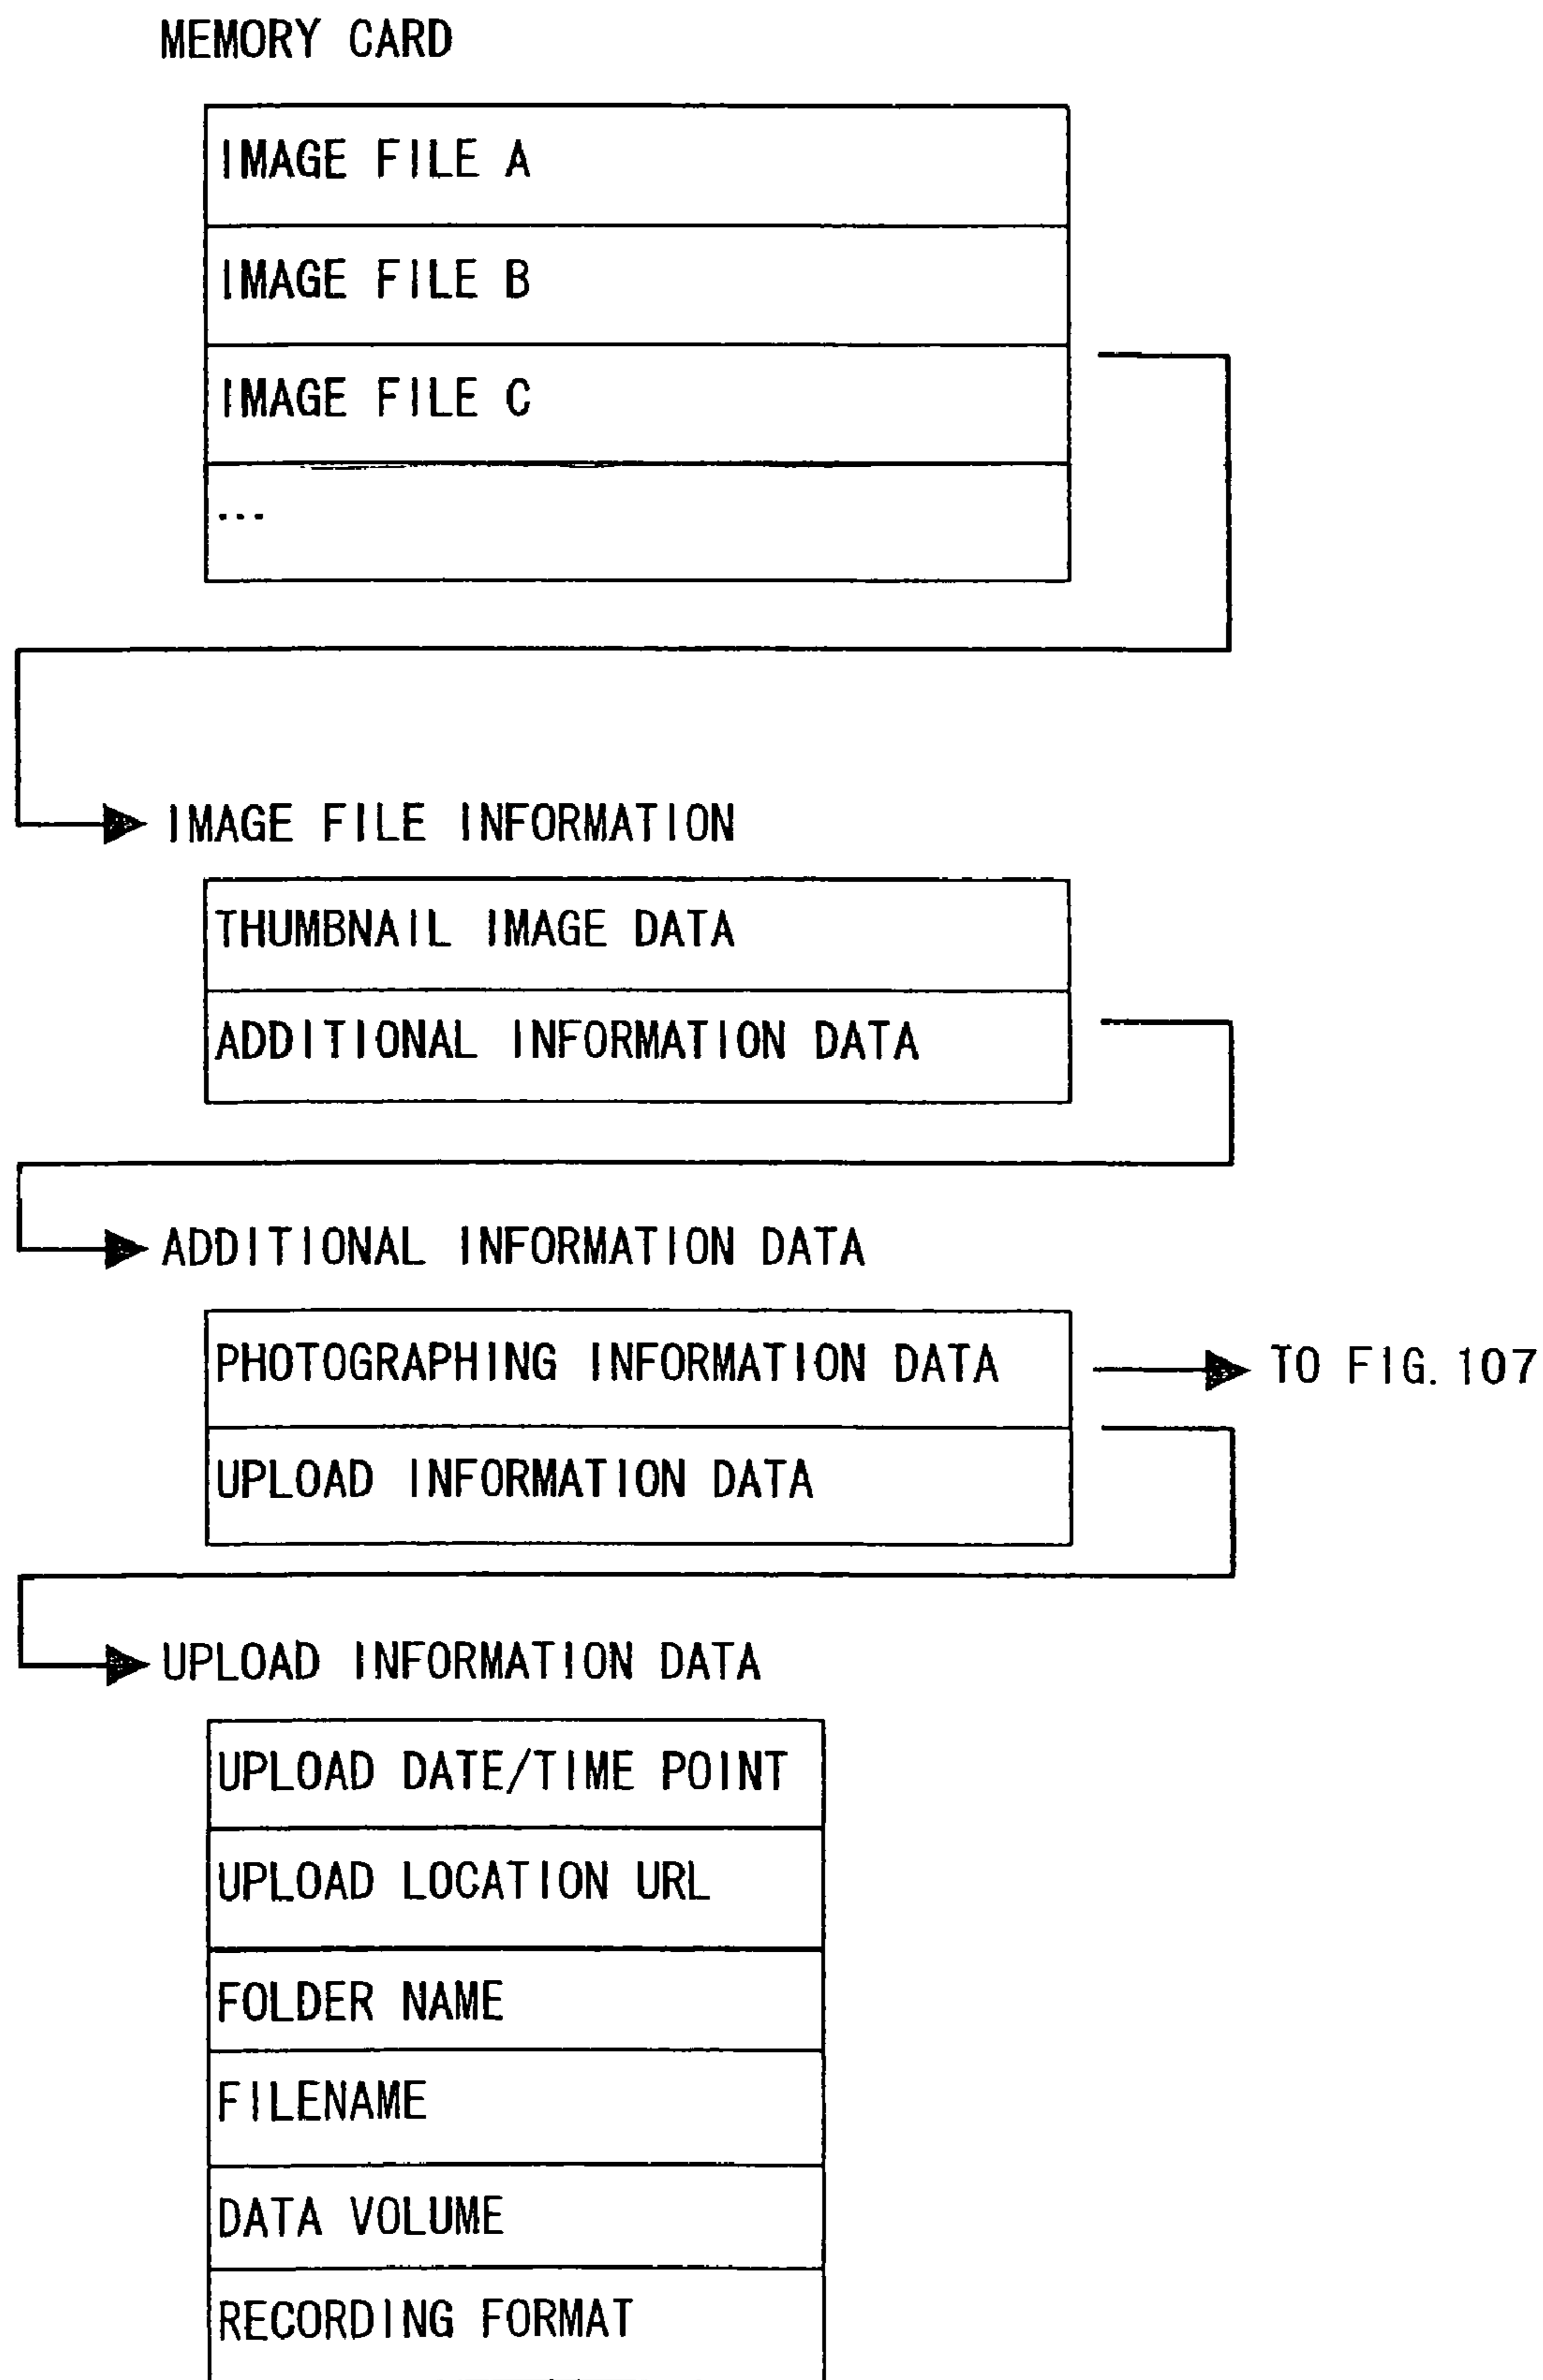 MEMORY CARD
IMAGE FILE A
IMAGE FILE B
IMAGE FILE C
...
IMAGE FILE INFORMATION
THUMBNAIL IMAGE DATA
ADDITIONAL INFORMATION DATA
ADDITIONAL INFORMATION DATA
PHOTOGRAPHING INFORMATION DATA
TO FIG. 107
UPLOAD INFORMATION DATA
UPLOAD INFORMATION DATA
UPLOAD DATE/TIME POINT
UPLOAD LOCATION URL
FOLDER NAME
FILENAME
DATA VOLUME
RECORDING FORMAT